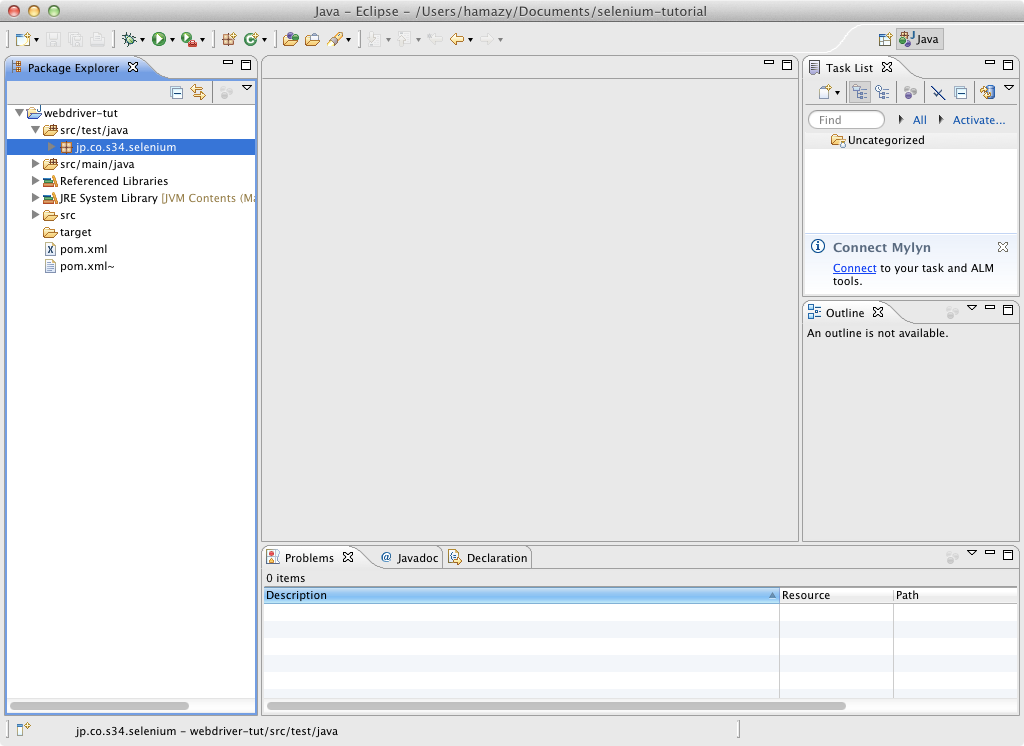 Java – Eclipse – /Users/hamazy/Documents/selenium-tutorial
Java
Package Explorer
webdriver-tut
src/test/java
jp.co.s34.selenium
src/main/java
Referenced Libraries
JRE System Library [JVM Contents (Ma
src
target
pom.xml
pom.xml~
Task List
Find
All
Activate...
Uncategorized
Connect Mylyn
Connect to your task and ALM
tools.
Outline
An outline is not available.
Problems
@ Javadoc
Declaration
0 items
Description
Resource
Path
jp.co.s34.selenium – webdriver-tut/src/test/java